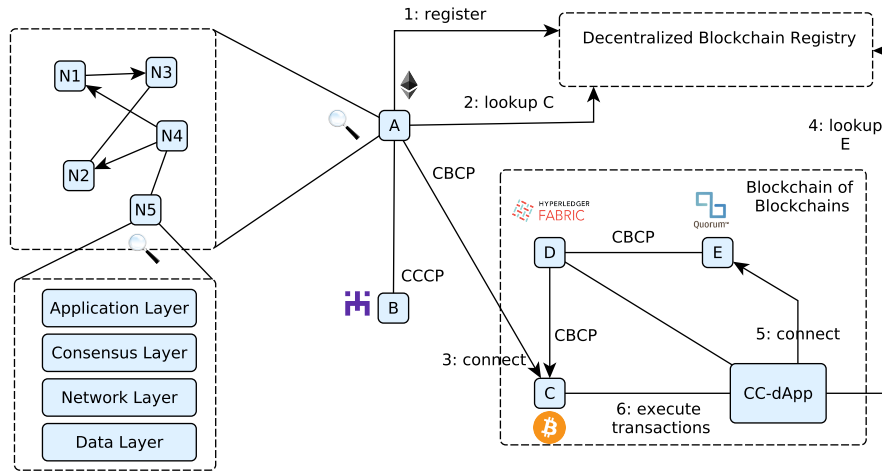 1: register
Decentralized Blockchain Registry
N1
N3
2: lookup C
A
N4
4: lookup
E
N2
CBCP
Blockchain of
Blockchains
HYPERLEDGER
FABRIC
N5
Quorum™
CBCP
D
E
CCCP
Application Layer
B
5: connect
CBCP
Consensus Layer
3: connect
Network Layer
C
CC-dApp
6: execute
transactions
Data Layer